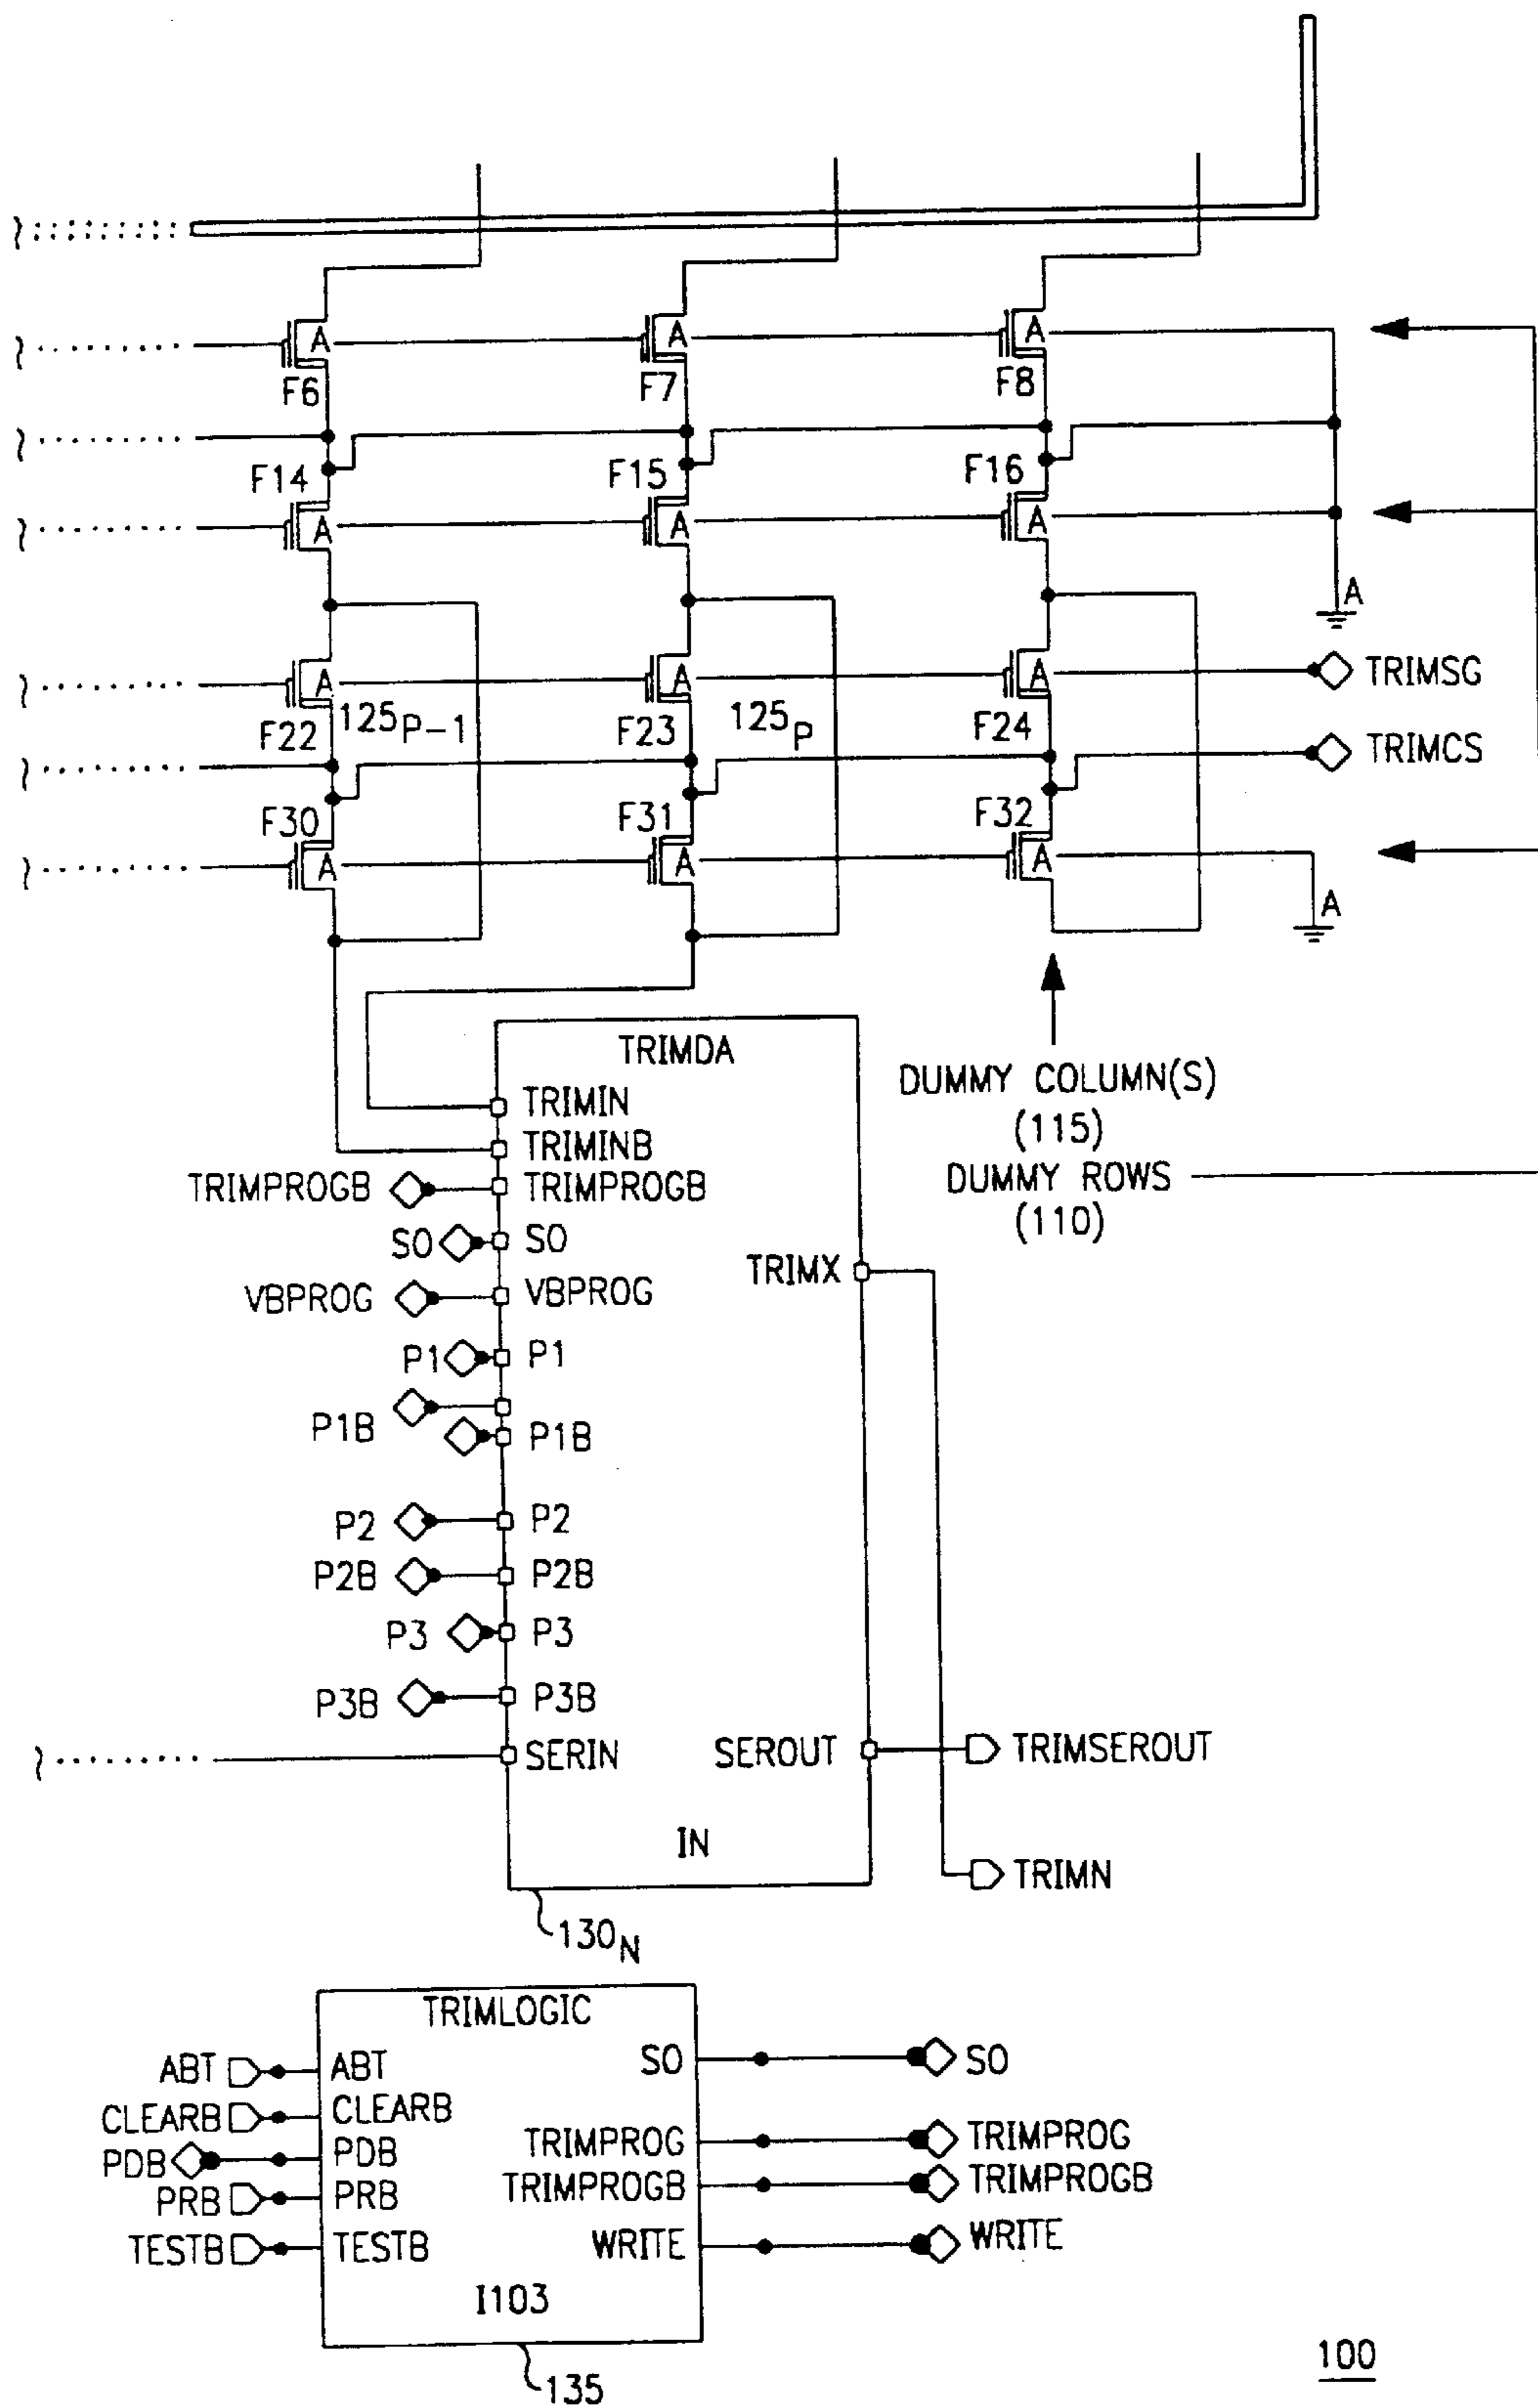 A A A
F6 F7 F8
F14 F15 F16
A A A
A
A A A TRIMSG
F22 125P-1 F23 125P F24
TRIMCS
F30 F31 F32
A A A
A
TRIMDA
DUMMY COLUMN(S)
(115)
DUMMY ROWS
(110)
TRIMIN
TRIMINB
TRIMPROGB TRIMPROGB
SO SO
TRIMX
VBPROG VBPROG
P1 P1
P1B P1B
P2 P2
P2B P2B
P3 P3
P3B P3B
SERIN SEROUT TRIMSEROUT
IN
TRIMN
130N
TRIMLOGIC
ABT ABT SO SO
CLEARB CLEARB
PDB PDB TRIMPROG TRIMPROG
PRB PRB TRIMPROGB TRIMPROGB
TESTB TESTB WRITE WRITE
I103
135
100